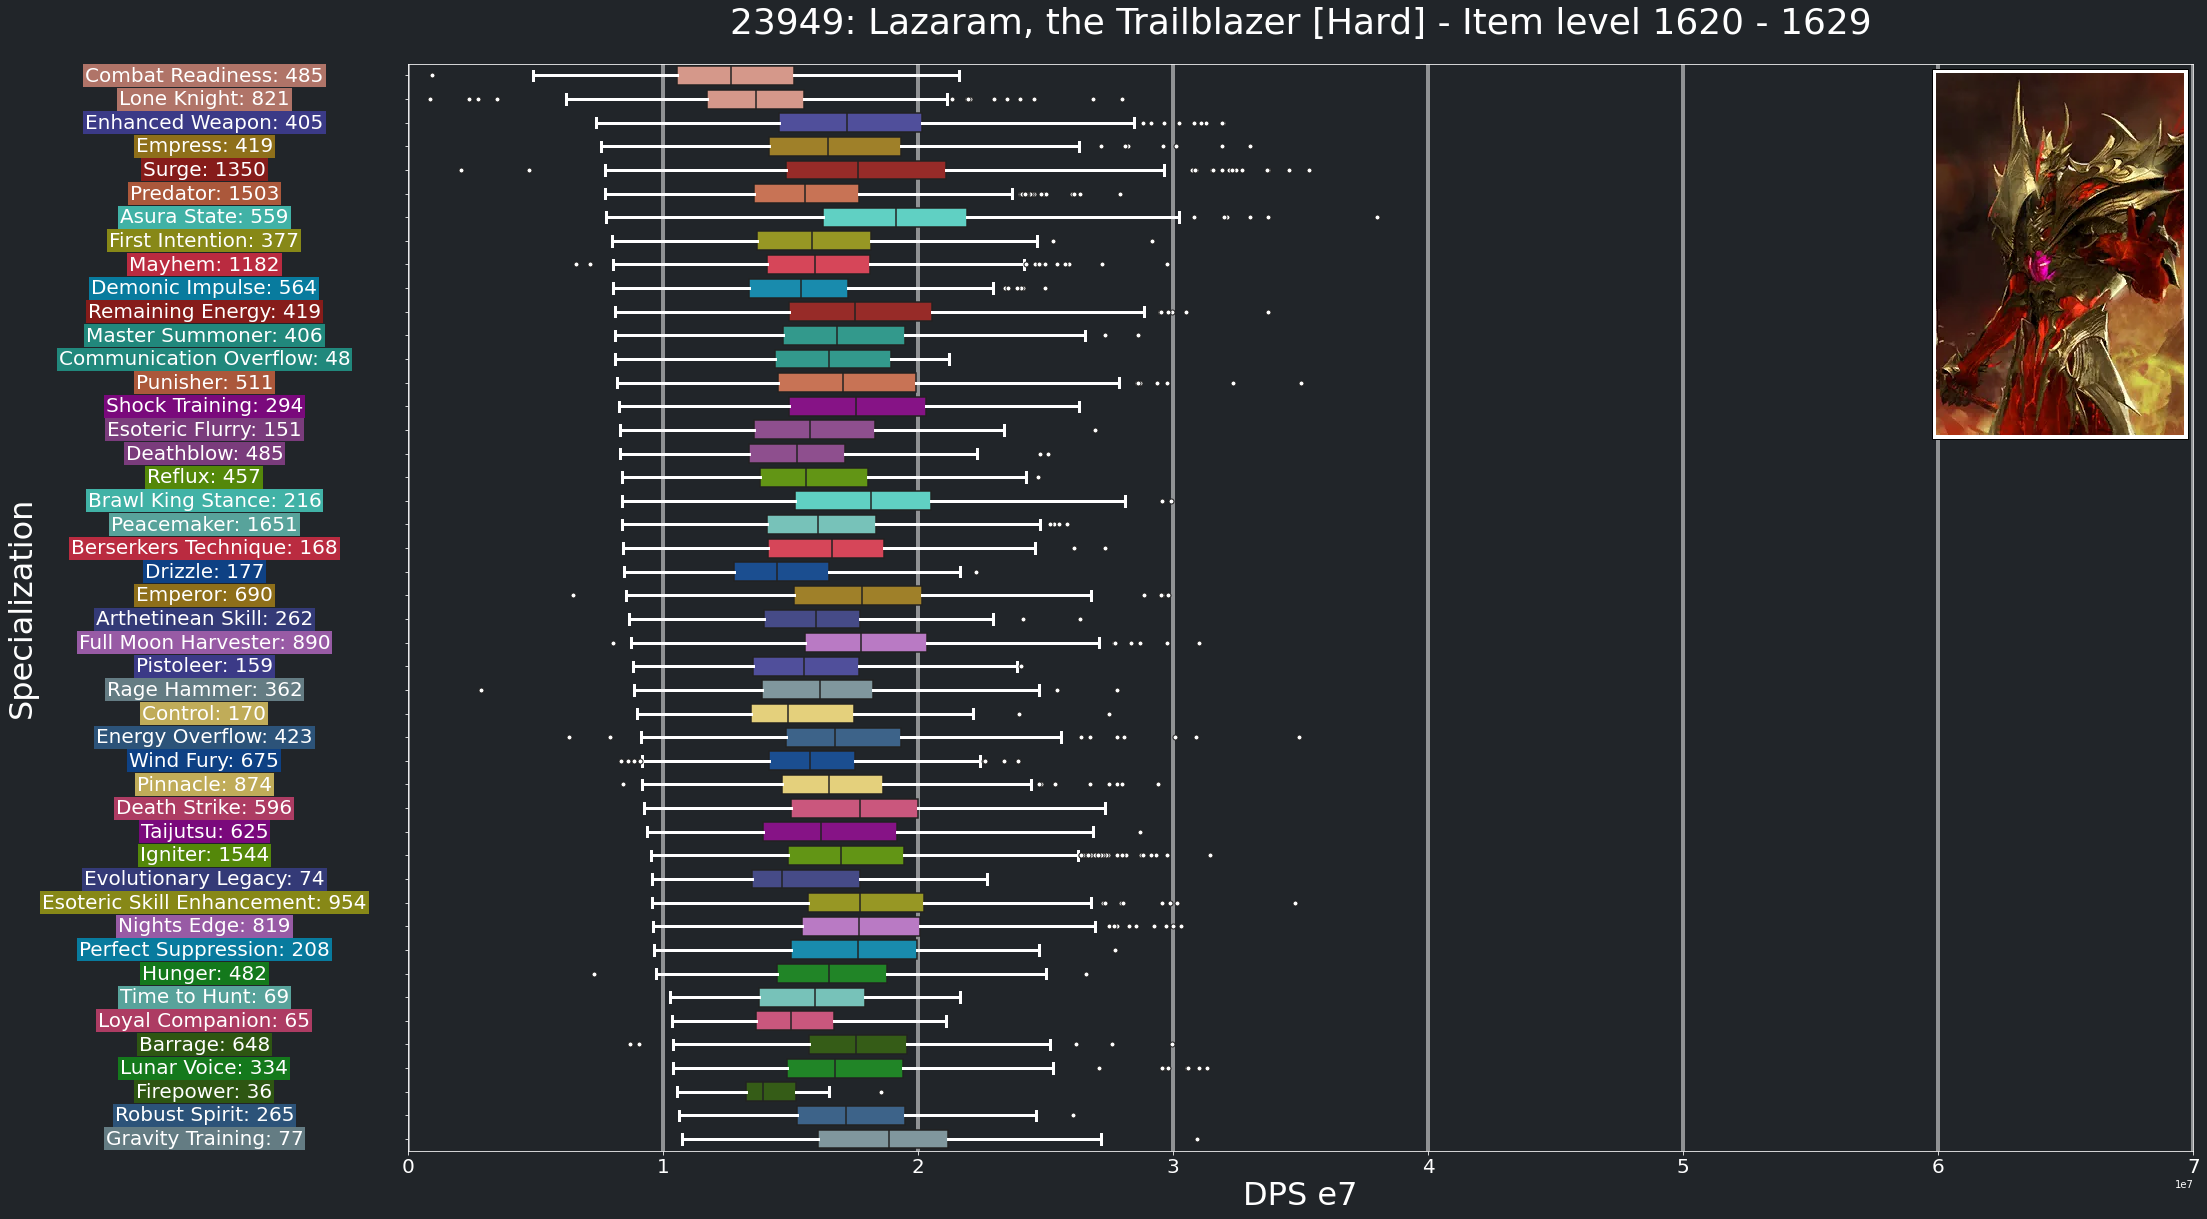 23949: Lazaram, the Trailblazer [Hard] - Item level 1620 - 1629
Specialization
Combat Readiness: 485
Lone Knight: 821
Enhanced Weapon: 405
Empress: 419
Surge: 1350
Predator: 1503
Asura State: 559
First Intention: 377
Mayhem: 1182
Demonic Impulse: 564
Remaining Energy: 419
Master Summoner: 406
Communication Overflow: 48
Punisher: 511
Shock Training: 294
Esoteric Flurry: 151
Deathblow: 485
Reflux: 457
Brawl King Stance: 216
Peacemaker: 1651
Berserkers Technique: 168
Drizzle: 177
Emperor: 690
Arthetinean Skill: 262
Full Moon Harvester: 890
Pistoleer: 159
Rage Hammer: 362
Control: 170
Energy Overflow: 423
Wind Fury: 675
Pinnacle: 874
Death Strike: 596
Taijutsu: 625
Igniter: 1544
Evolutionary Legacy: 74
Esoteric Skill Enhancement: 954
Nights Edge: 819
Perfect Suppression: 208
Hunger: 482
Time to Hunt: 69
Loyal Companion: 65
Barrage: 648
Lunar Voice: 334
Firepower: 36
Robust Spirit: 265
Gravity Training: 77
0 1 2 3 4 5 6 7
1e7
DPS e7